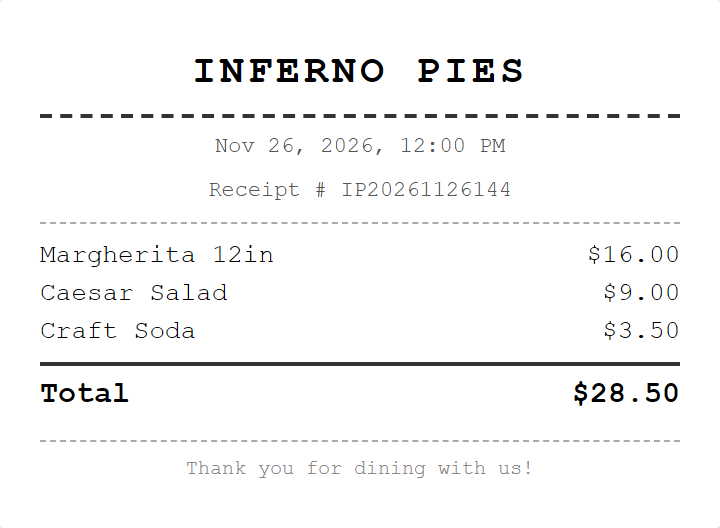 INFERNO PIES
Nov 26, 2026, 12:00 PM
Receipt # IP20261126144
Margherita 12in $16.00
Caesar Salad $9.00
Craft Soda $3.50
Total $28.50
Thank you for dining with us!